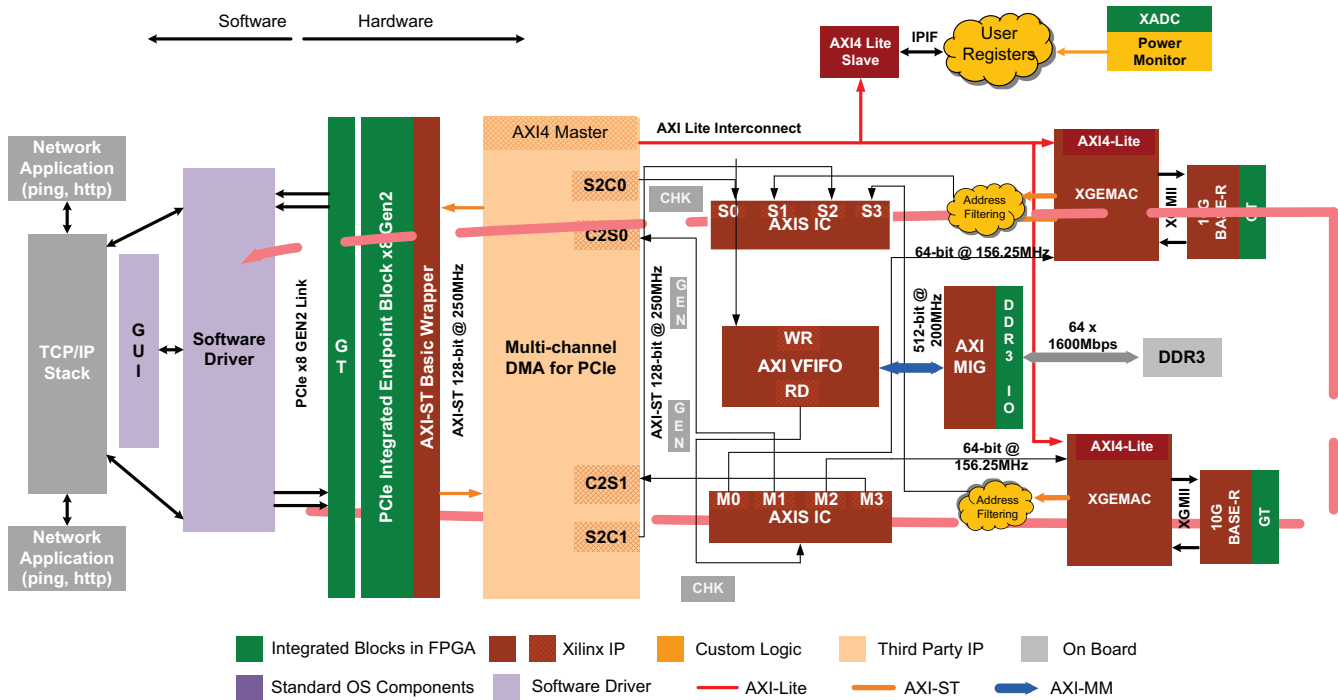 Software
Hardware
XADC
Power
Monitor
AXI4 Lite
Slave
IPIF
User
Registers
Network
Application
(ping, http)
AXI4 Master
AXI Lite Interconnect
AXI4-Lite
XGEMAC
XGMII
10G
BASE-R
GT
S2C0
CHK
S0 S1 S2 S3
AXIS IC
Address
Filtering
C2S0
64-bit @ 156.25MHz
TCP/IP
Stack
GUI
Software
Driver
PCIe x8 GEN2 Link
GT
PCIe Integrated Endpoint Block x8 Gen2
AXI-ST Basic Wrapper
AXI-ST 128-bit@ 250MHz
Multi-channel
DMA for PCIe
AXI-ST 128-bit@ 250MHz
GEN
GEN
WR
AXI VFIFO
RD
512-bit @
200MHz
AXI
MIG
DDR3 IO
64 x
1600Mbps
DDR3
64-bit @
156.25MHz
AXI4-Lite
XGEMAC
XGMII
10G
BASE-R
GT
C2S1
M0 M1 M2 M3
AXIS IC
Address
Filtering
S2C1
CHK
Network
Application
(ping, http)
Integrated Blocks in FPGA
Xilinx IP
Custom Logic
Third Party IP
On Board
Standard OS Components
Software Driver
AXI-Lite
AXI-ST
AXI-MM